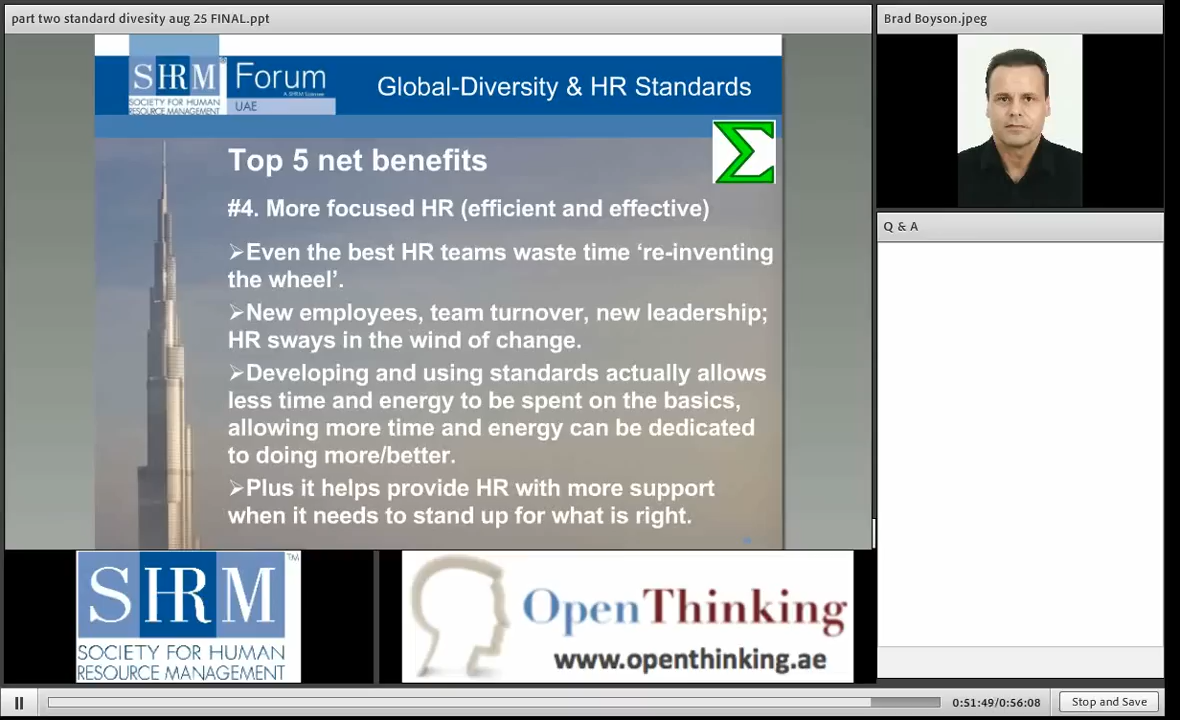 part two standard divesity aug 25 FINAL.ppt
Brad Boyson.jpeg
SHRM
SOCIETY FOR HUMAN
RESOURCE MANAGEMENT
Forum
UAE
Global-Diversity & HR Standards
Σ
Top 5 net benefits
#4. More focused HR (efficient and effective)
➢Even the best HR teams waste time ‘re-inventing
the wheel’.
➢New employees, team turnover, new leadership;
HR sways in the wind of change.
➢Developing and using standards actually allows
less time and energy to be spent on the basics,
allowing more time and energy can be dedicated
to doing more/better.
➢Plus it helps provide HR with more support
when it needs to stand up for what is right.
Q & A
SHRM™
SOCIETY FOR HUMAN
RESOURCE MANAGEMENT
OpenThinking
www.openthinking.ae
0:51:49/0:56:08
Stop and Save